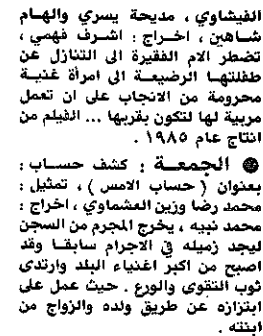 الفيشاوي ، مديحة يسري والهام
شاهين ، اخراج : اشرف فهمي ،
تضطر الام الفقيرة الى التنازل عن
طفلتها الرضيعة الى امرأة غنية
محرومة من الانجاب على ان تعمل
مربية لها لتكون بقربها ... الفيلم من
انتاج عام ١٩٨٥ .
● الجمعـــة : كشف حســـاب :
بعنوان ( حساب الامس ) ، تمثيل :
محمد رضا وزين العشماوي ، اخراج :
محمد نبيه ، يخرج المجرم من السجن
ليجد زميله في الاجرام سابقا وقد
اصبح من اكبر اغنياء البلد وارتدى
ثوب التقوى والورع . حيث عمل على
ابتزازه عن طريق ولده والزواج من
ابنته .